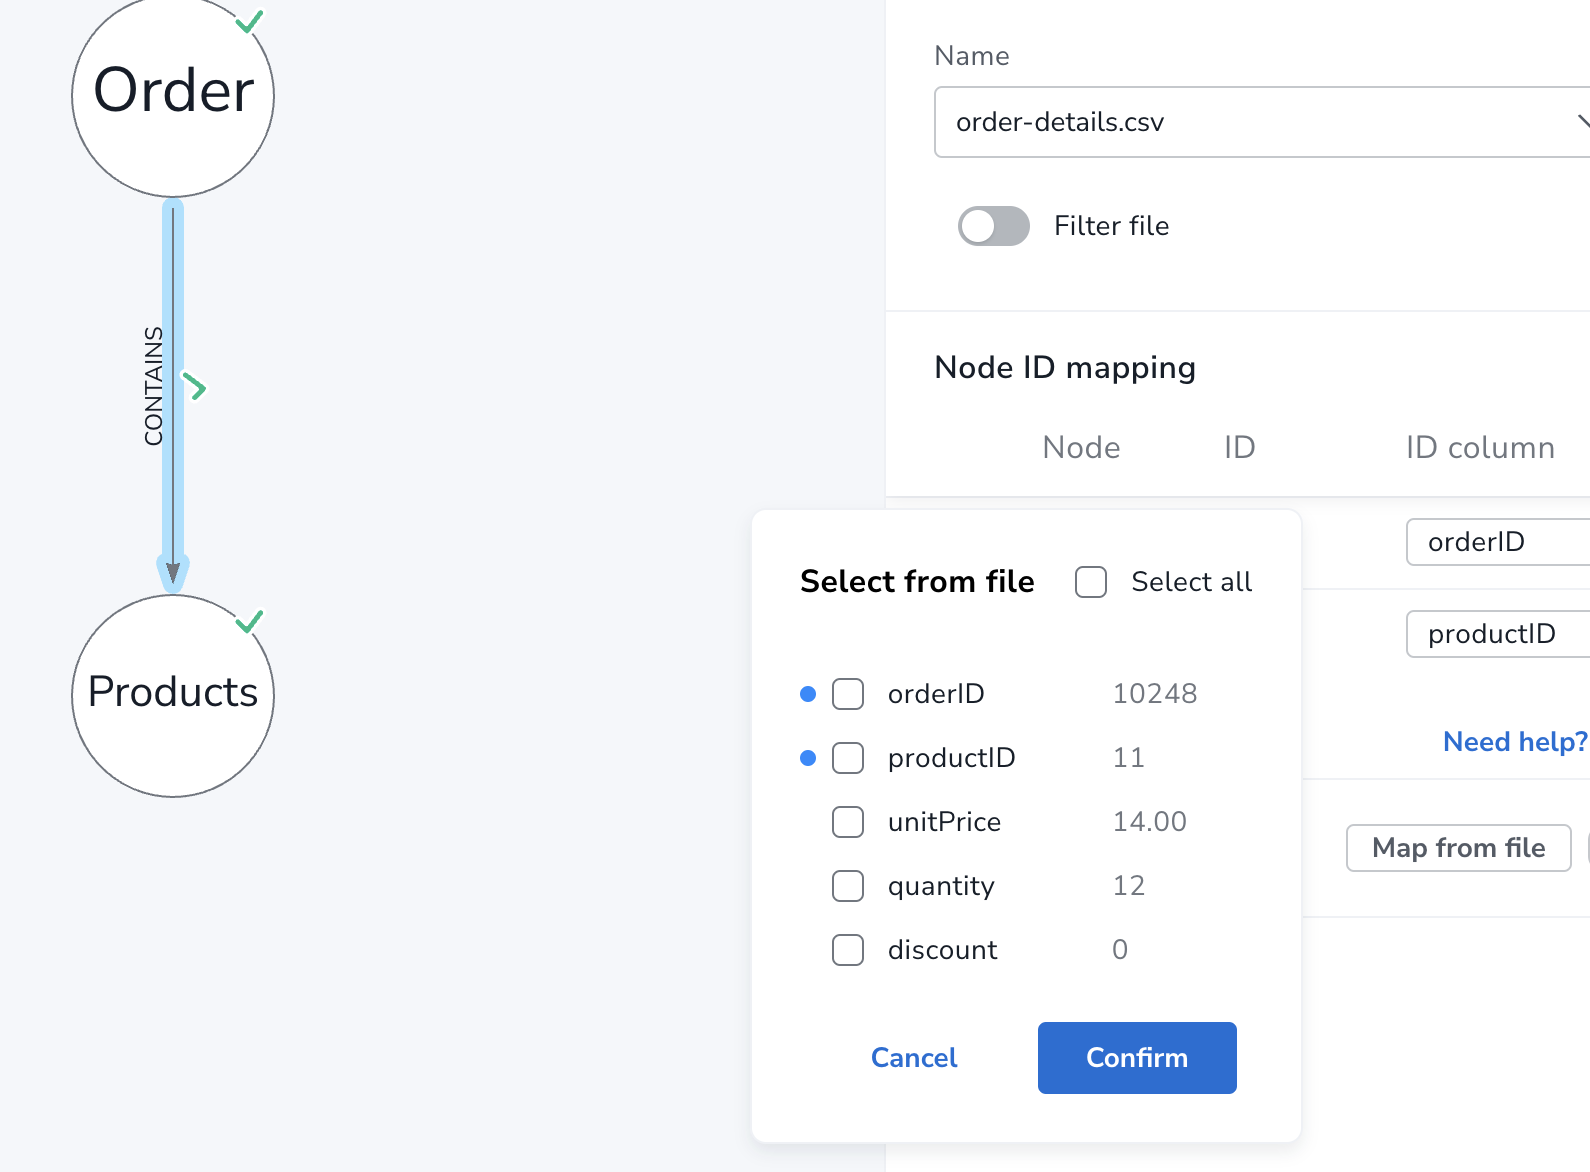 Order
CONTAINS
Products
Name
order-details.csv
Filter file
Node ID mapping
Node ID ID column
orderID
productID
Need help?
Map from file
Select from file Select all
orderID 10248
productID 11
unitPrice 14.00
quantity 12
discount 0
Cancel Confirm